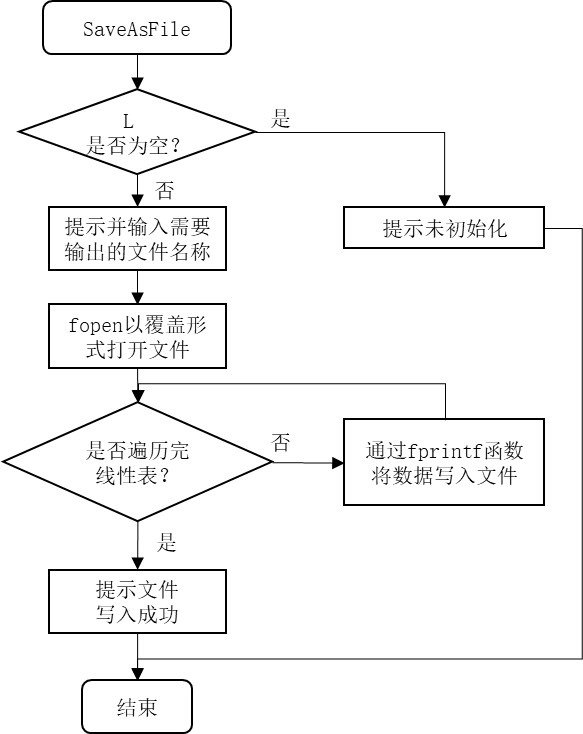 SaveAsFile
L
是否为空？
是
否
提示并输入需要
输出的文件名称
提示未初始化
fopen以覆盖形
式打开文件
是否遍历完
线性表？
否
通过fprintf函数
将数据写入文件
是
提示文件
写入成功
结束